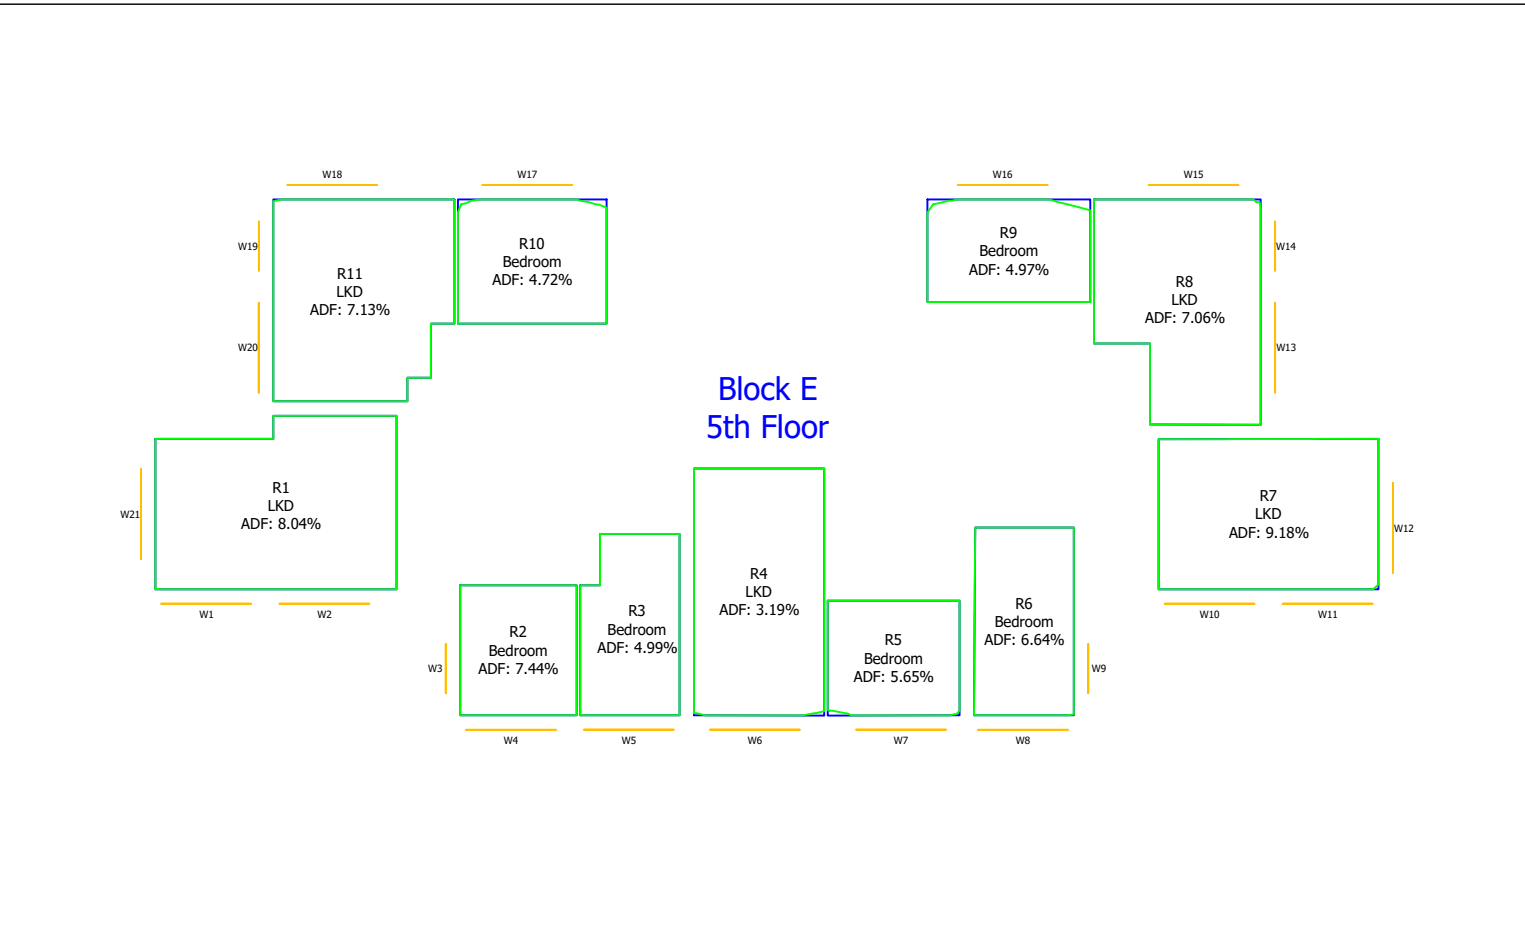 W18
W17
W16
W15
W19
R10
Bedroom
ADF: 4.72%
R9
Bedroom
ADF: 4.97%
W14
R11
LKD
ADF: 7.13%
R8
LKD
ADF: 7.06%
W20
W13
Block E
5th Floor
R1
LKD
ADF: 8.04%
W21
R7
LKD
ADF: 9.18%
W12
R4
LKD
ADF: 3.19%
W1
W2
W10
W11
R2
Bedroom
ADF: 7.44%
R3
Bedroom
ADF: 4.99%
R5
Bedroom
ADF: 5.65%
R6
Bedroom
ADF: 6.64%
W3
W9
W4
W5
W6
W7
W8